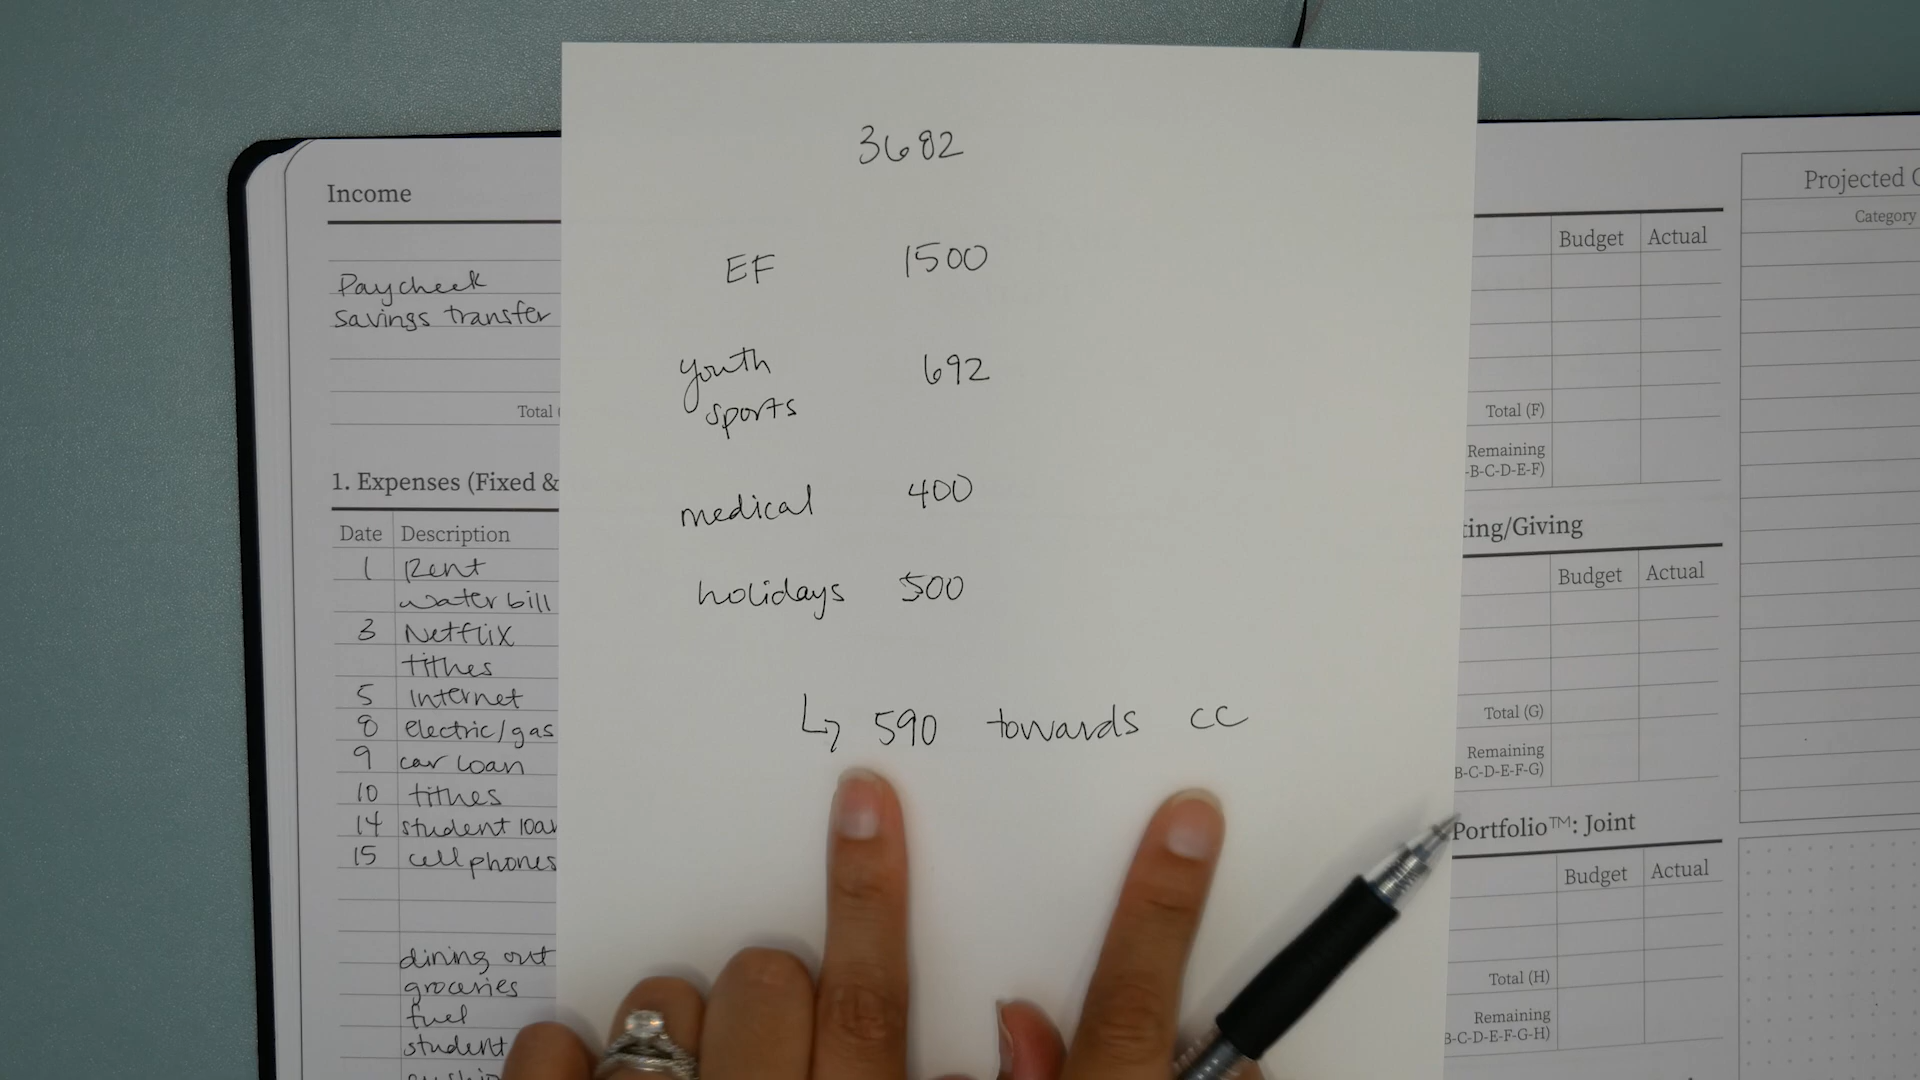 3682
EF 1500
youth 692
sports
medical 400
holidays 500
↳ 590 towards CC
Income
Paycheck
savings transfer
Total
1. Expenses (Fixed &
Date Description
1 Rent
water bill
3 Netflix
tithes
5 Internet
8 electric/gas
9 car loan
10 tithes
14 student loan
15 cell phones
dining out
groceries
fuel
student
Budget Actual
Total (F)
Remaining
-B-C-D-E-F)
ting/Giving
Budget Actual
Total (G)
Remaining
B-C-D-E-F-G)
Portfolio™: Joint
Budget Actual
Total (H)
Remaining
B-C-D-E-F-G-H)
Projected
Category